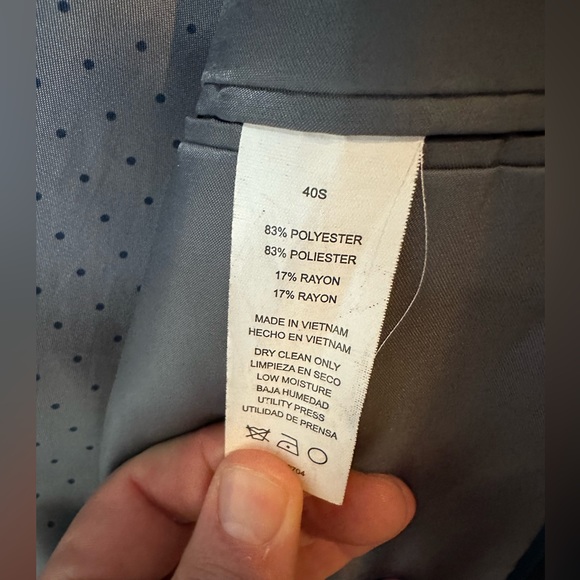 40S
83% POLYESTER
83% POLIESTER
17% RAYON
17% RAYON
MADE IN VIETNAM
HECHO EN VIETNAM
DRY CLEAN ONLY
LIMPIEZA EN SECO
LOW MOISTURE
BAJA HUMEDAD
UTILITY PRESS
UTILIDAD DE PRENSA